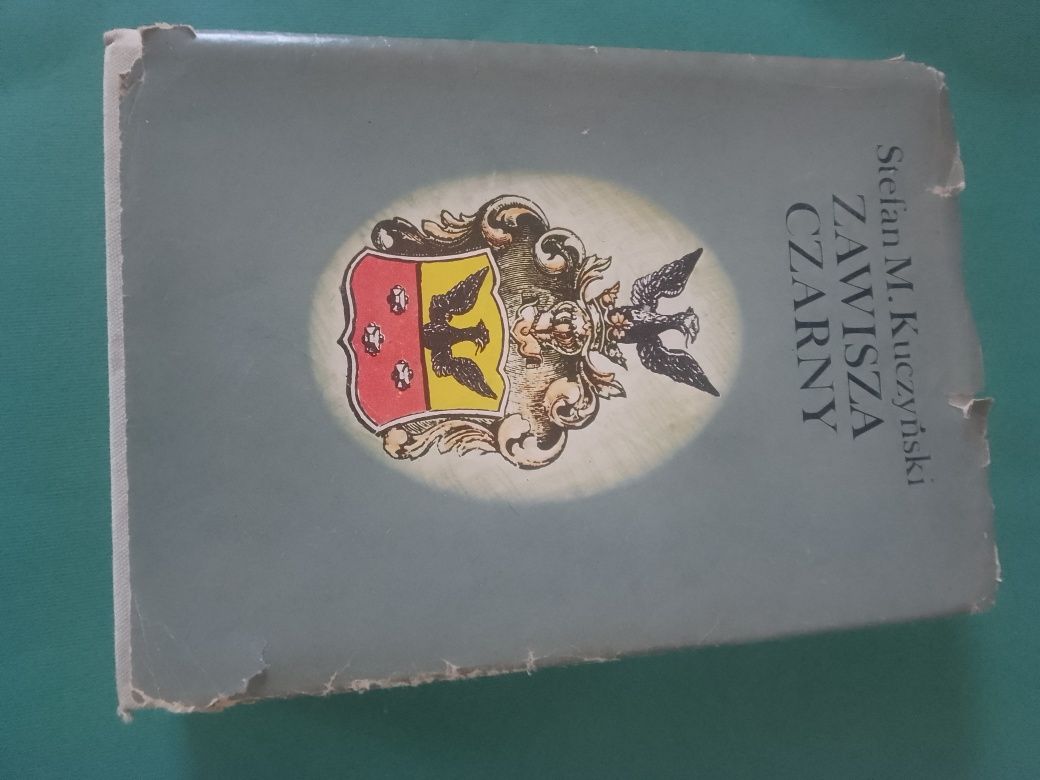 Stefan M. Kuczyński
ZAWISZA
CZARNY